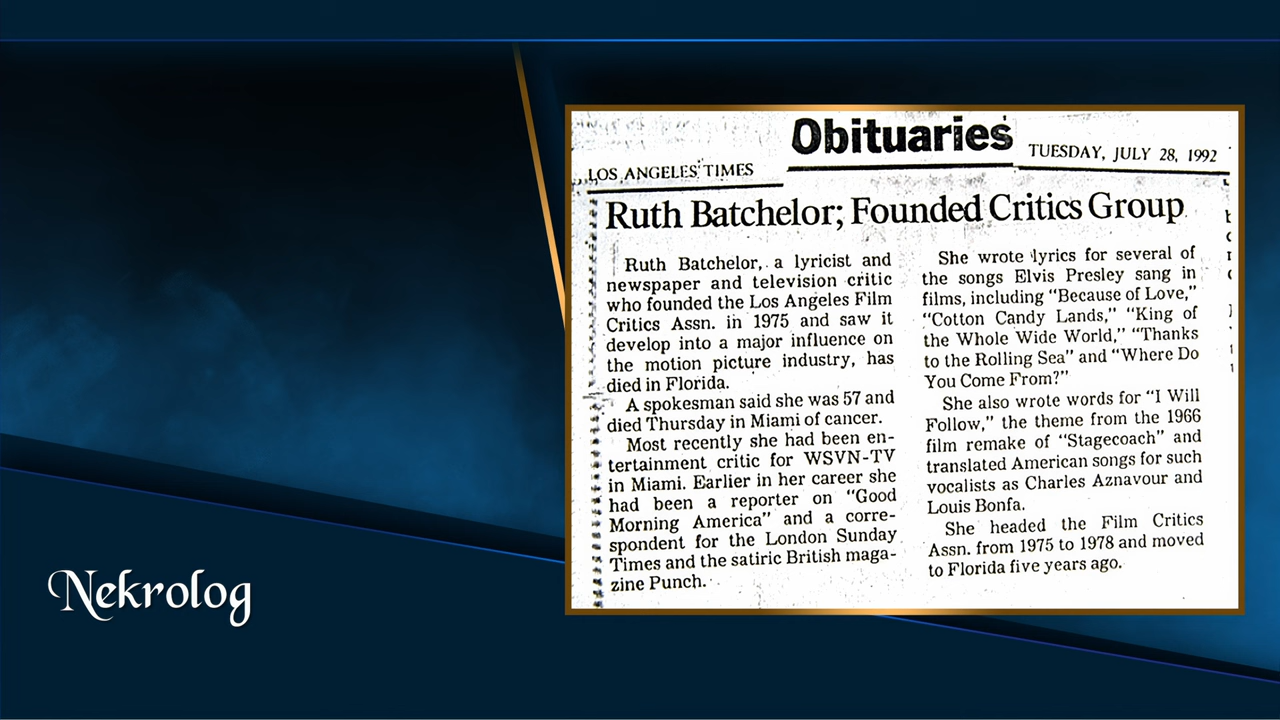 Obituaries
LOS ANGELES TIMES
TUESDAY, JULY 28, 1992
Ruth Batchelor; Founded Critics Group
Ruth Batchelor, a lyricist and
newspaper and television critic
who founded the Los Angeles Film
Critics Assn. in 1975 and saw it
develop into a major influence on
the motion picture industry, has
died in Florida.
A spokesman said she was 57 and
died Thursday in Miami of cancer.
Most recently she had been en-
tertainment critic for WSVN-TV
in Miami. Earlier in her career she
had been a reporter on "Good
Morning America" and a corre-
spondent for the London Sunday
Times and the satiric British maga-
zine Punch.
She wrote lyrics for several of
the songs Elvis Presley sang in
films, including "Because of Love,"
"Cotton Candy Lands," "King of
the Whole Wide World," "Thanks
to the Rolling Sea" and "Where Do
You Come From?"
She also wrote words for "I Will
Follow," the theme from the 1966
film remake of "Stagecoach" and
translated American songs for such
vocalists as Charles Aznavour and
Louis Bonfa.
She headed the Film Critics
Assn. from 1975 to 1978 and moved
to Florida five years ago.
Nekrolog